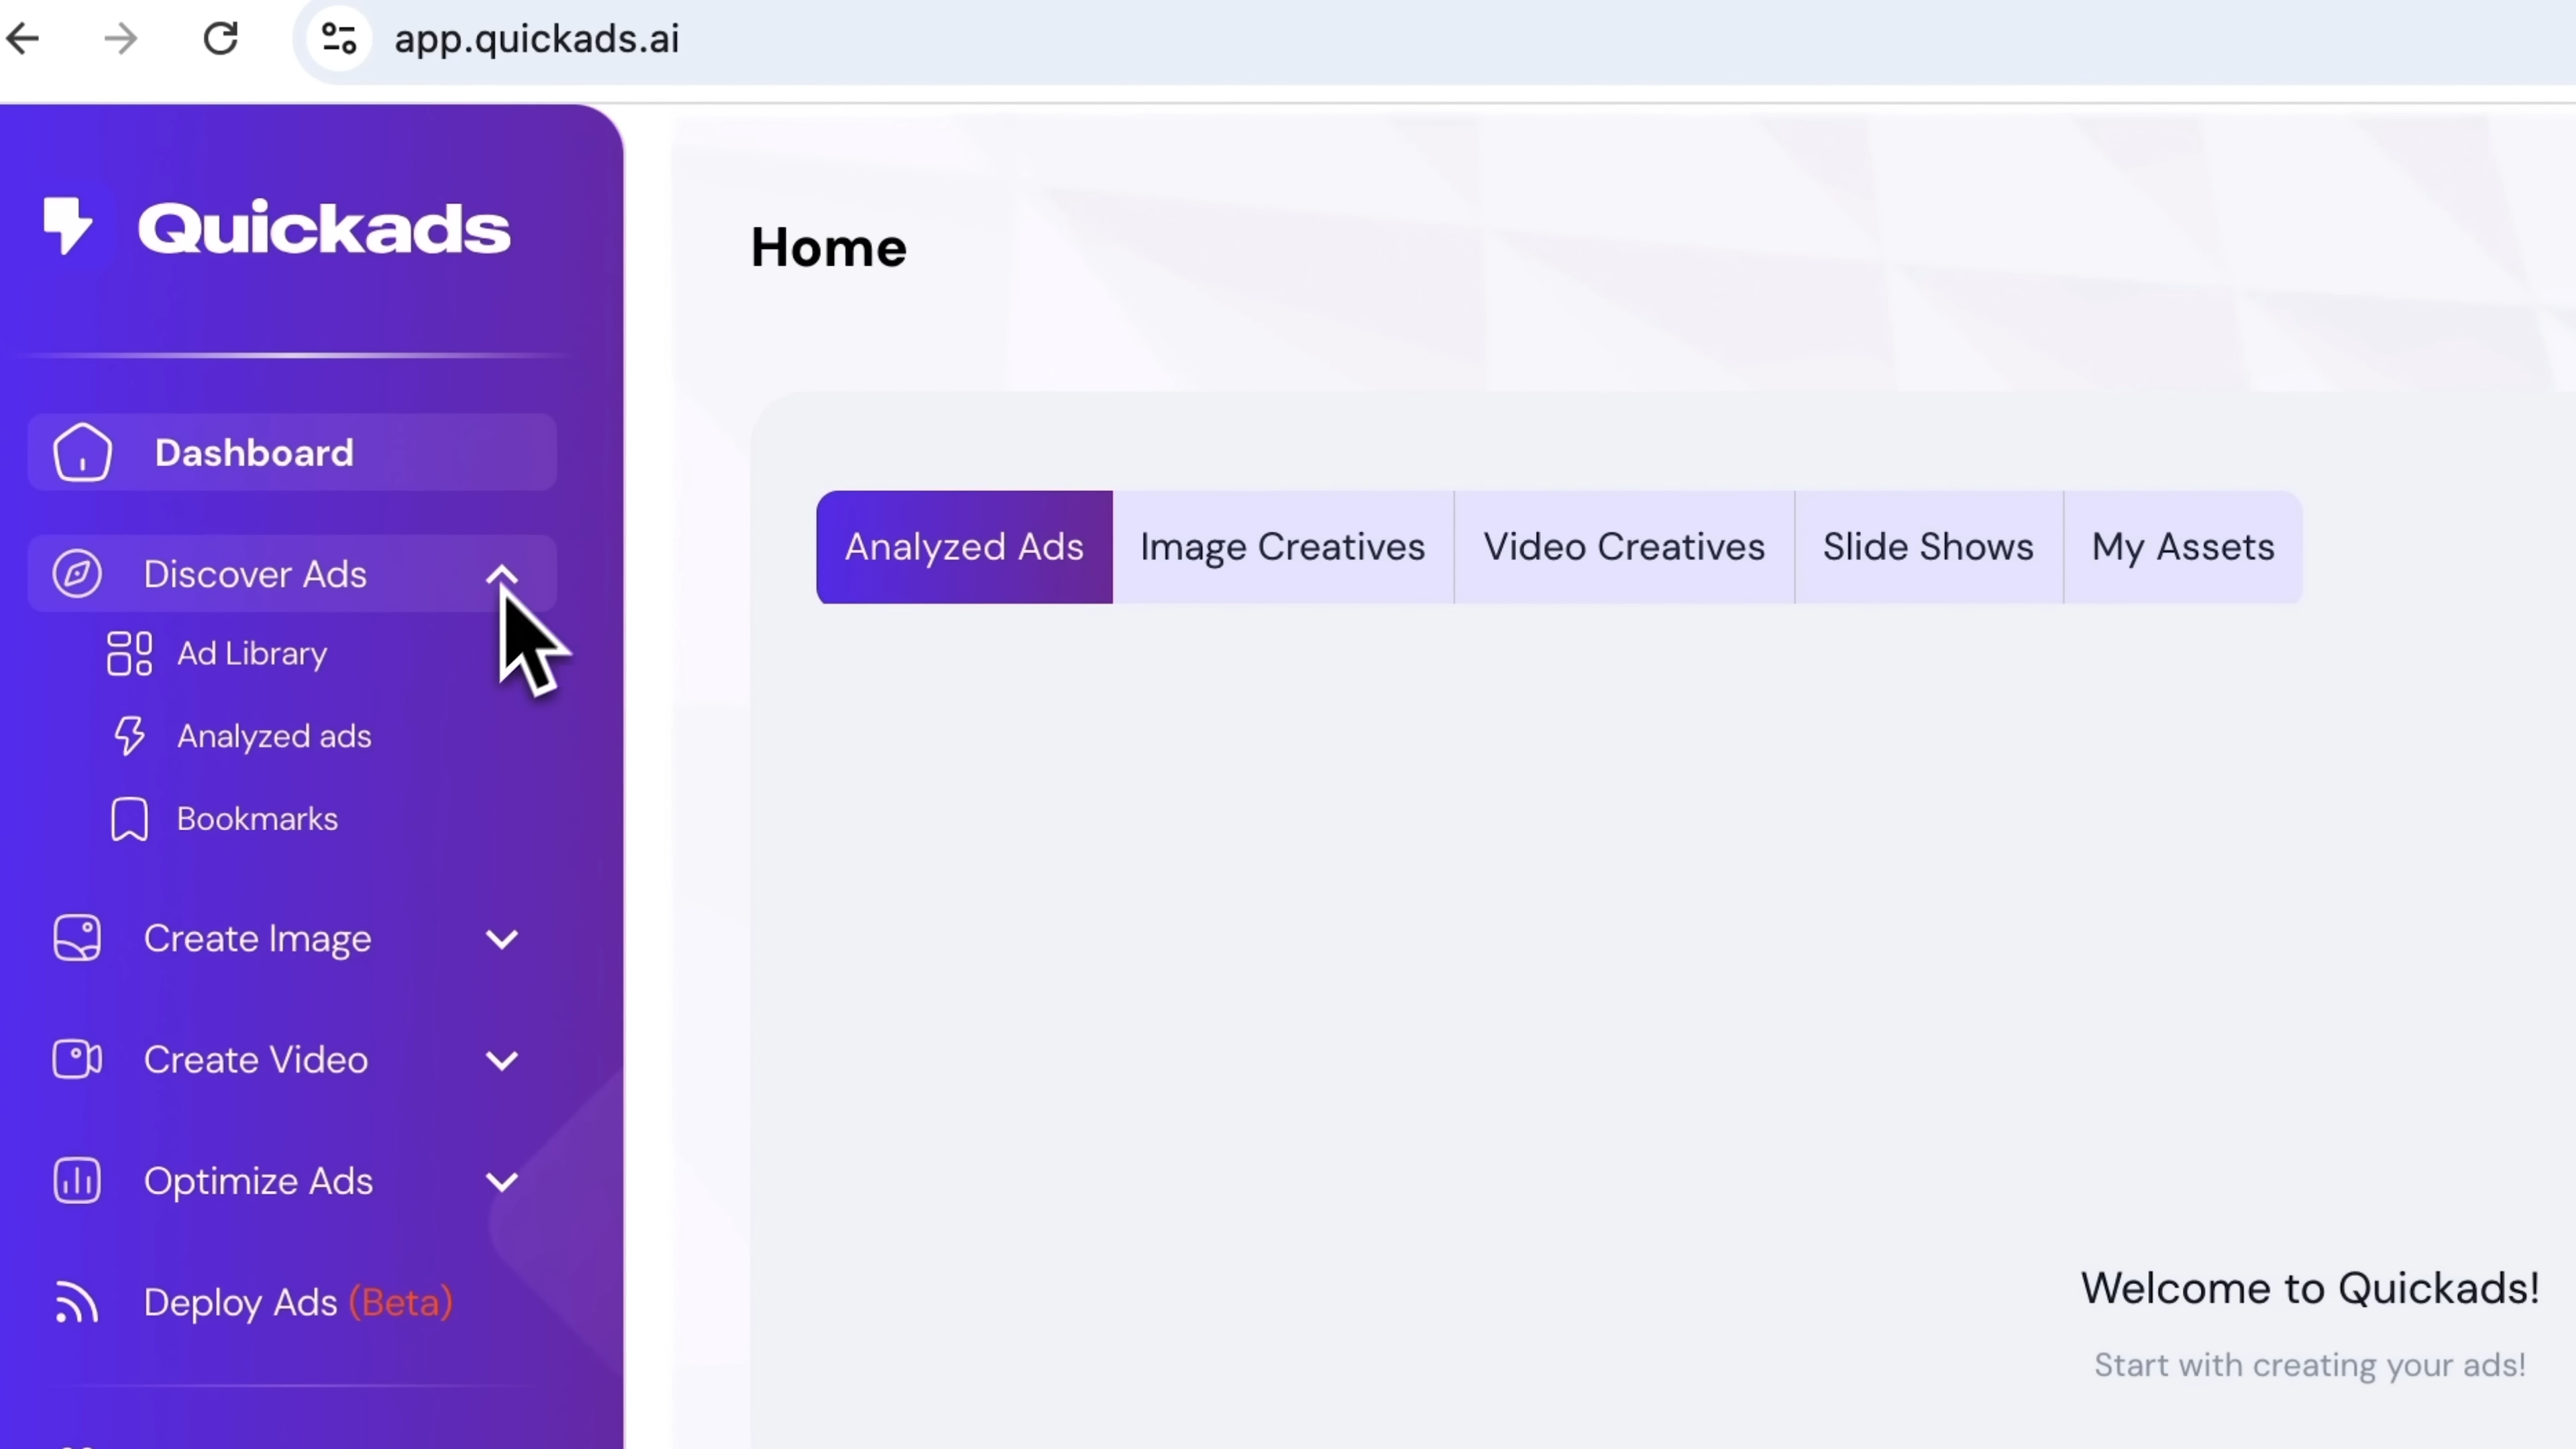 app.quickads.ai
Quickads
Home
Dashboard
Discover Ads
Ad Library
Analyzed ads
Bookmarks
Create Image
Create Video
Optimize Ads
Deploy Ads (Beta)
Analyzed Ads
Image Creatives
Video Creatives
Slide Shows
My Assets
Welcome to Quickads!
Start with creating your ads!